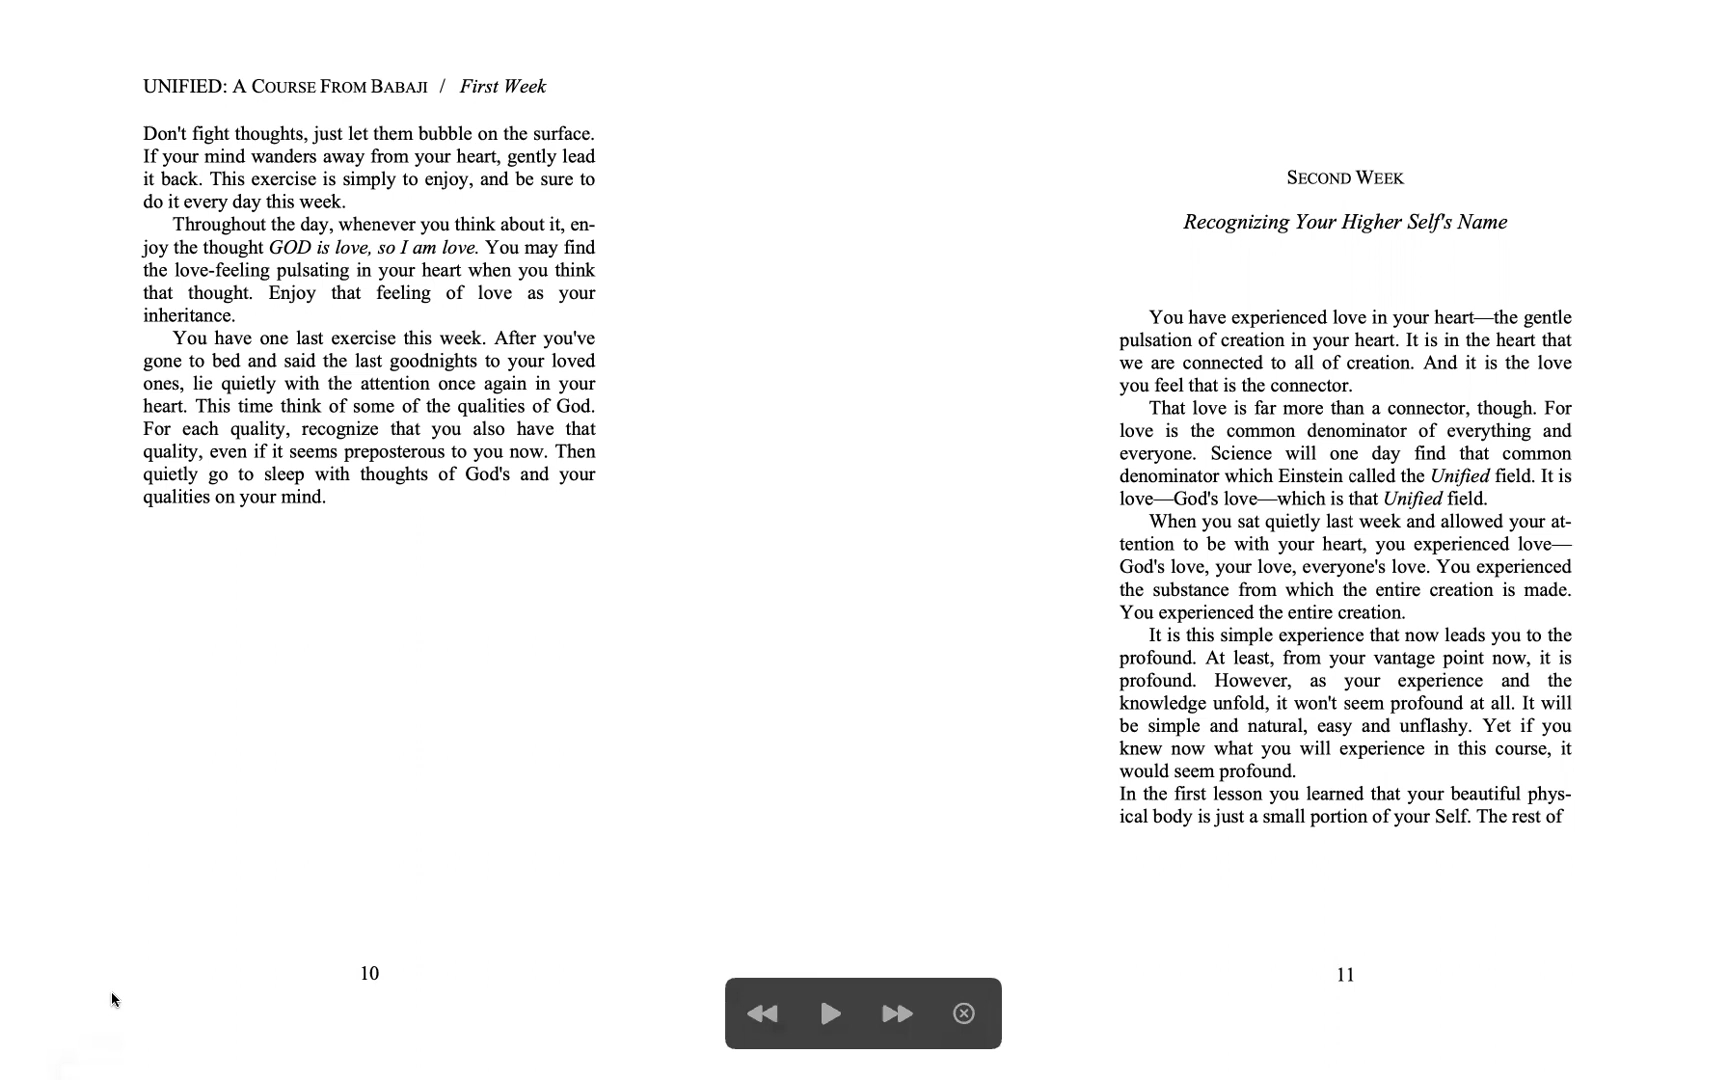 UNIFIED: A COURSE FROM BABAJI / First Week
Don't fight thoughts, just let them bubble on the surface.
If your mind wanders away from your heart, gently lead
it back. This exercise is simply to enjoy, and be sure to
do it every day this week.
Throughout the day, whenever you think about it, en-
joy the thought GOD is love, so I am love. You may find
the love-feeling pulsating in your heart when you think
that thought. Enjoy that feeling of love as your
inheritance.
You have one last exercise this week. After you've
gone to bed and said the last goodnights to your loved
ones, lie quietly with the attention once again in your
heart. This time think of some of the qualities of God.
For each quality, recognize that you also have that
quality, even if it seems preposterous to you now. Then
quietly go to sleep with thoughts of God's and your
qualities on your mind.
10
SECOND WEEK
Recognizing Your Higher Self's Name
You have experienced love in your heart—the gentle
pulsation of creation in your heart. It is in the heart that
we are connected to all of creation. And it is the love
you feel that is the connector.
That love is far more than a connector, though. For
love is the common denominator of everything and
everyone. Science will one day find that common
denominator which Einstein called the Unified field. It is
love—God's love—which is that Unified field.
When you sat quietly last week and allowed your at-
tention to be with your heart, you experienced love—
God's love, your love, everyone's love. You experienced
the substance from which the entire creation is made.
You experienced the entire creation.
It is this simple experience that now leads you to the
profound. At least, from your vantage point now, it is
profound. However, as your experience and the
knowledge unfold, it won't seem profound at all. It will
be simple and natural, easy and unflashy. Yet if you
knew now what you will experience in this course, it
would seem profound.
In the first lesson you learned that your beautiful phys-
ical body is just a small portion of your Self. The rest of
11